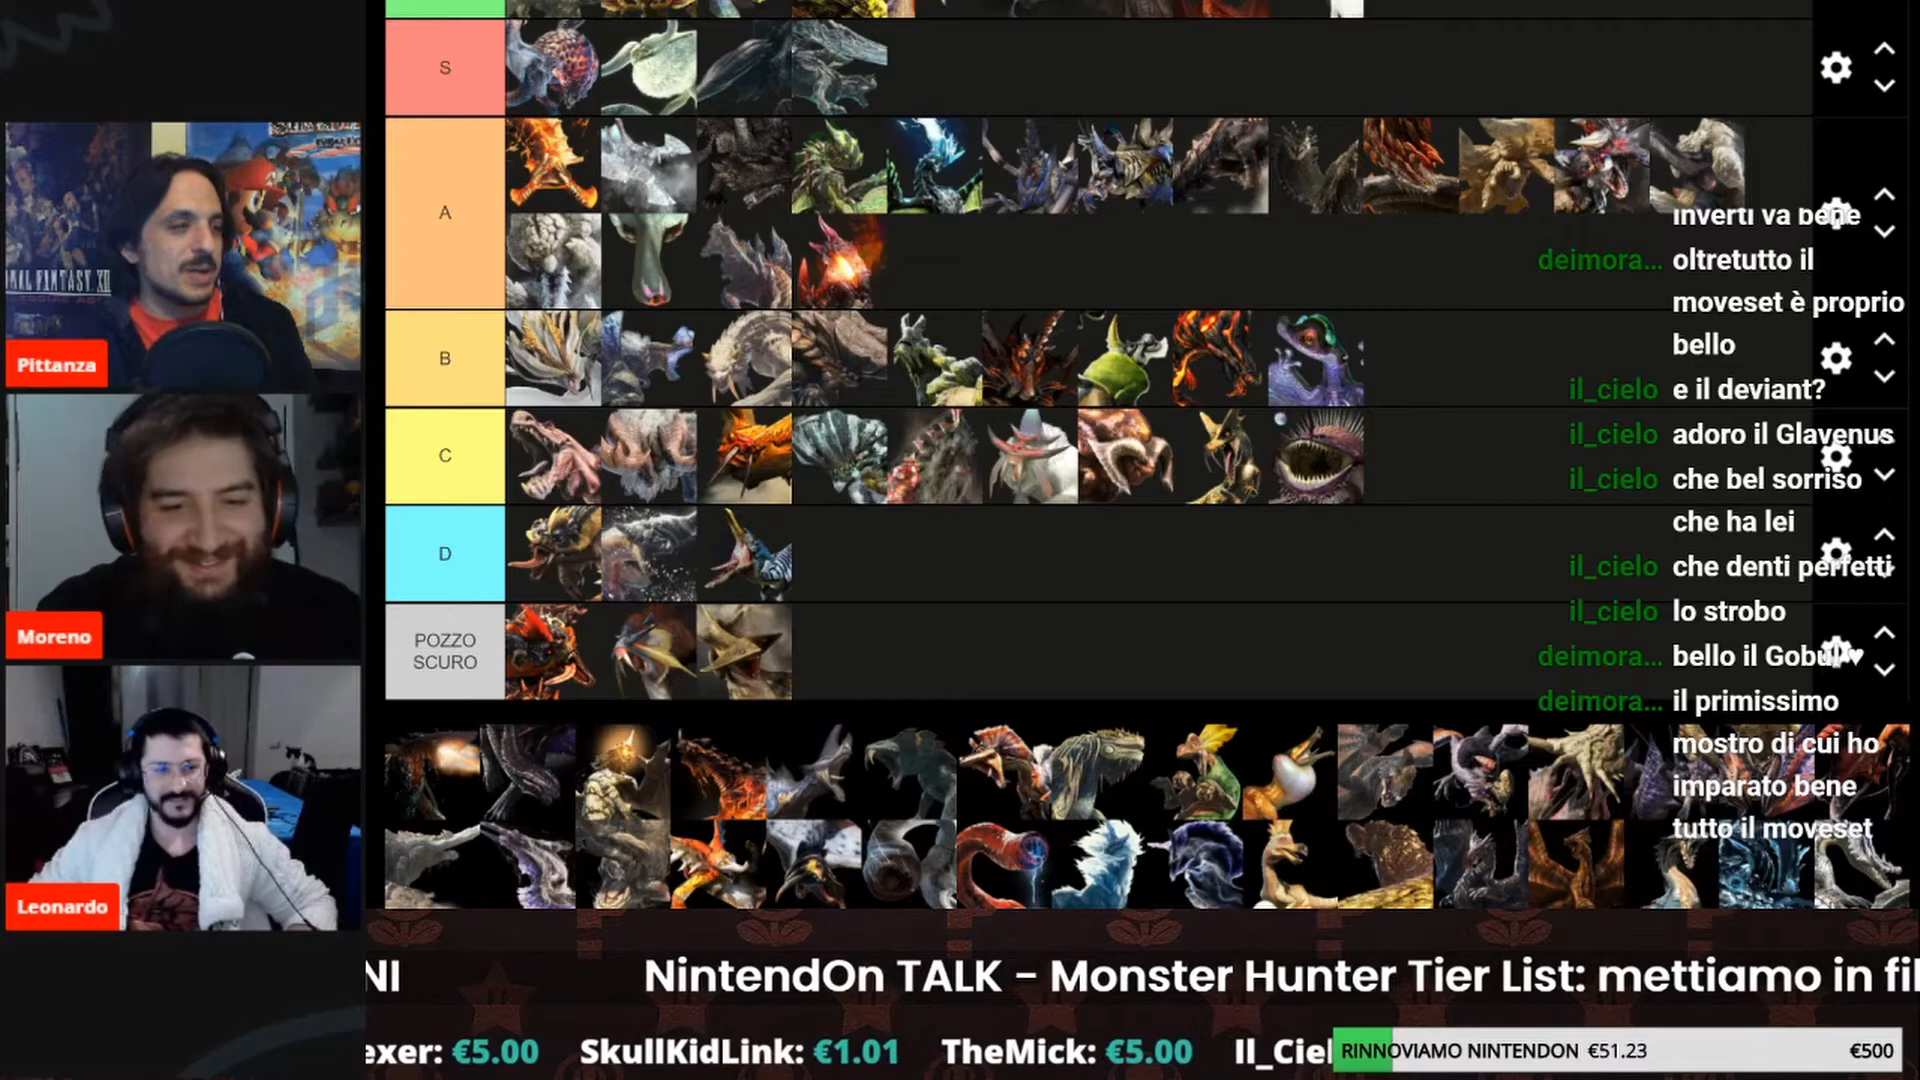 S
A
B
C
D
POZZO
SCURO
FINAL FANTASY XII
Pittanza
Moreno
Leonardo
inverti va bene
deimora... oltretutto il
moveset è proprio
bello
il_cielo e il deviant?
il_cielo adoro il Glavenus
il_cielo che bel sorriso
che ha lei
il_cielo che denti perfetti
il_cielo lo strobo
deimora... bello il Gobul♥
deimora... il primissimo
mostro di cui ho
imparato bene
tutto il moveset
NI NintendOn TALK – Monster Hunter Tier List: mettiamo in fil
exer: €5.00 SkullKidLink: €1.01 TheMick: €5.00 Il_Ciel
RINNOVIAMO NINTENDON €51.23 €500